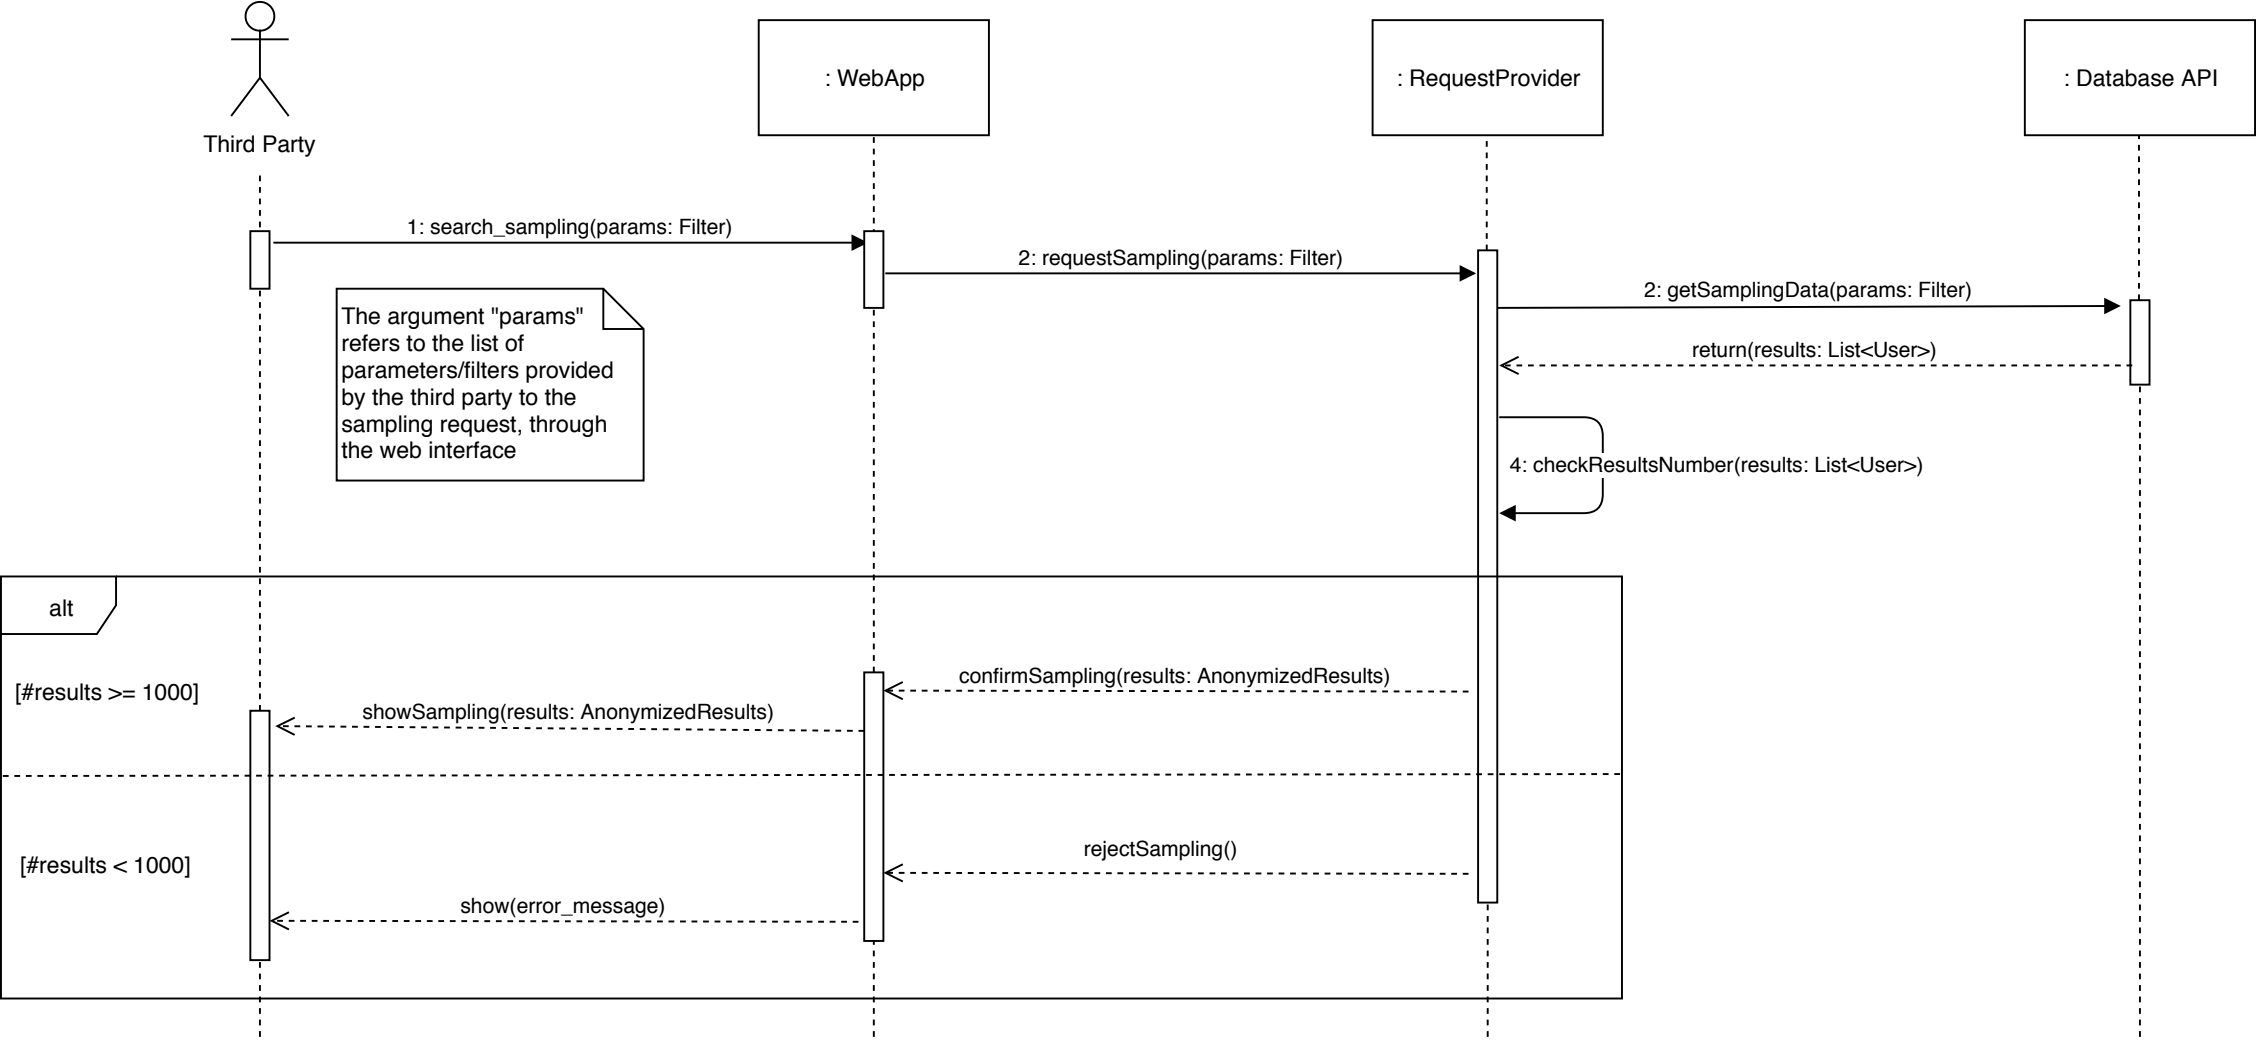 Third Party
: WebApp
: RequestProvider
: Database API
1: search_sampling(params: Filter)
2: requestSampling(params: Filter)
2: getSamplingData(params: Filter)
The argument "params"
refers to the list of
parameters/filters provided
by the third party to the
sampling request, through
the web interface
return(results: List<User>)
4: checkResultsNumber(results: List<User>)
alt
[#results >= 1000]
confirmSampling(results: AnonymizedResults)
showSampling(results: AnonymizedResults)
[#results < 1000]
rejectSampling()
show(error_message)